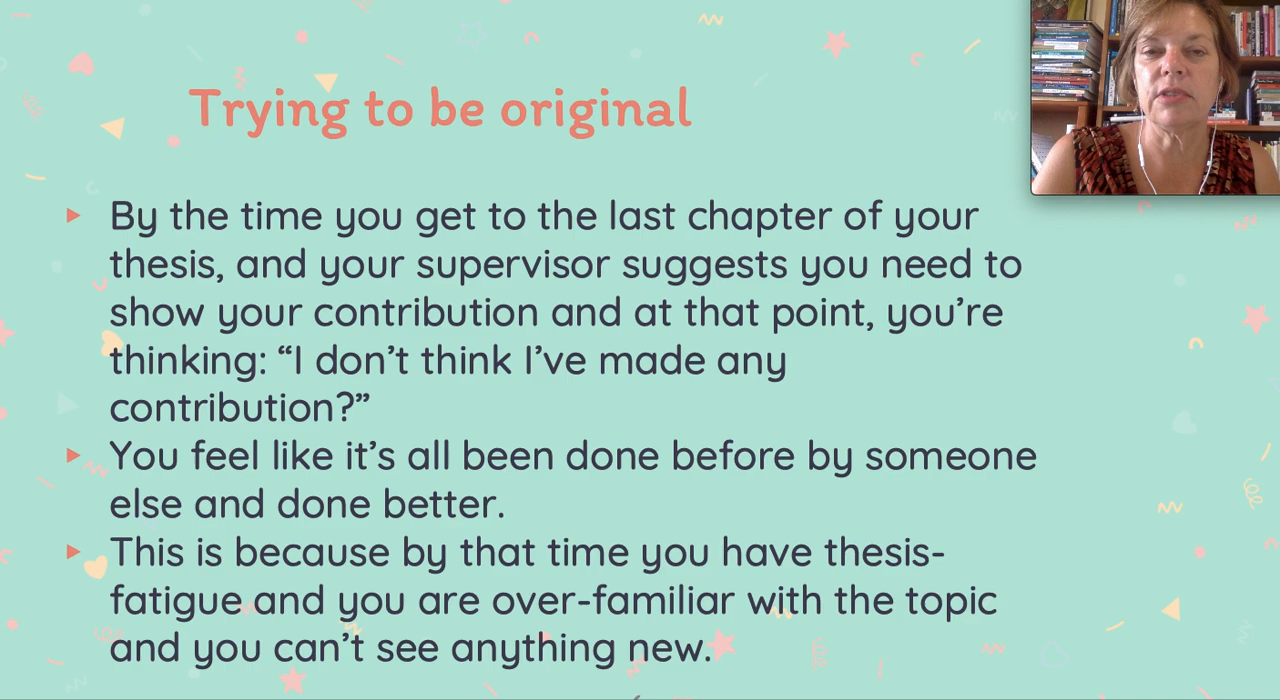 Trying to be original
By the time you get to the last chapter of your
thesis, and your supervisor suggests you need to
show your contribution and at that point, you’re
thinking: “I don’t think I’ve made any
contribution?”
You feel like it’s all been done before by someone
else and done better.
This is because by that time you have thesis-
fatigue and you are over-familiar with the topic
and you can’t see anything new.